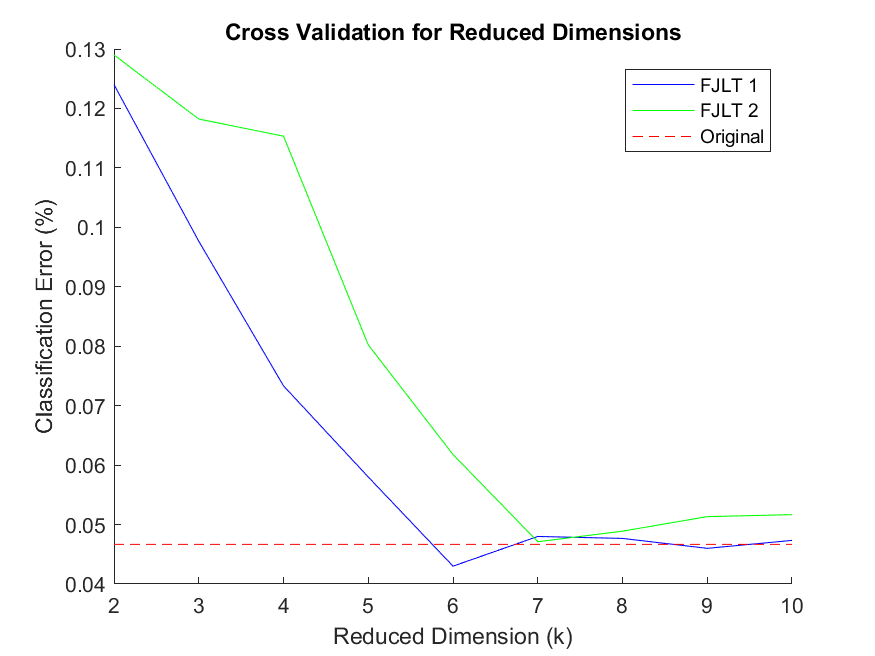 Cross Validation for Reduced Dimensions
0.13
0.12
0.11
0.1
0.09
0.08
0.07
0.06
0.05
0.04
Classification Error (%)
FJLT 1
FJLT 2
Original
2 3 4 5 6 7 8 9 10
Reduced Dimension (k)